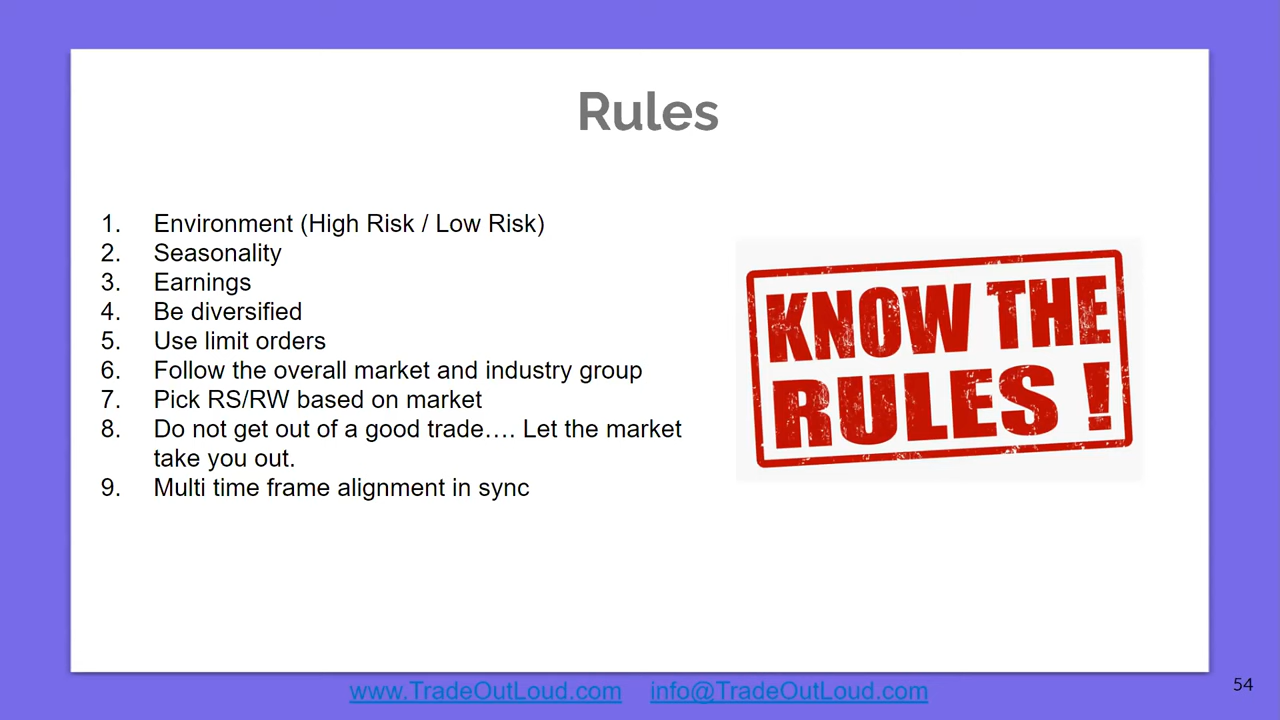 Rules
1. Environment (High Risk / Low Risk)
2. Seasonality
3. Earnings
4. Be diversified
5. Use limit orders
6. Follow the overall market and industry group
7. Pick RS/RW based on market
8. Do not get out of a good trade…. Let the market
take you out.
9. Multi time frame alignment in sync
KNOW THE
RULES !
www.TradeOutLoud.com info@TradeOutLoud.com
54